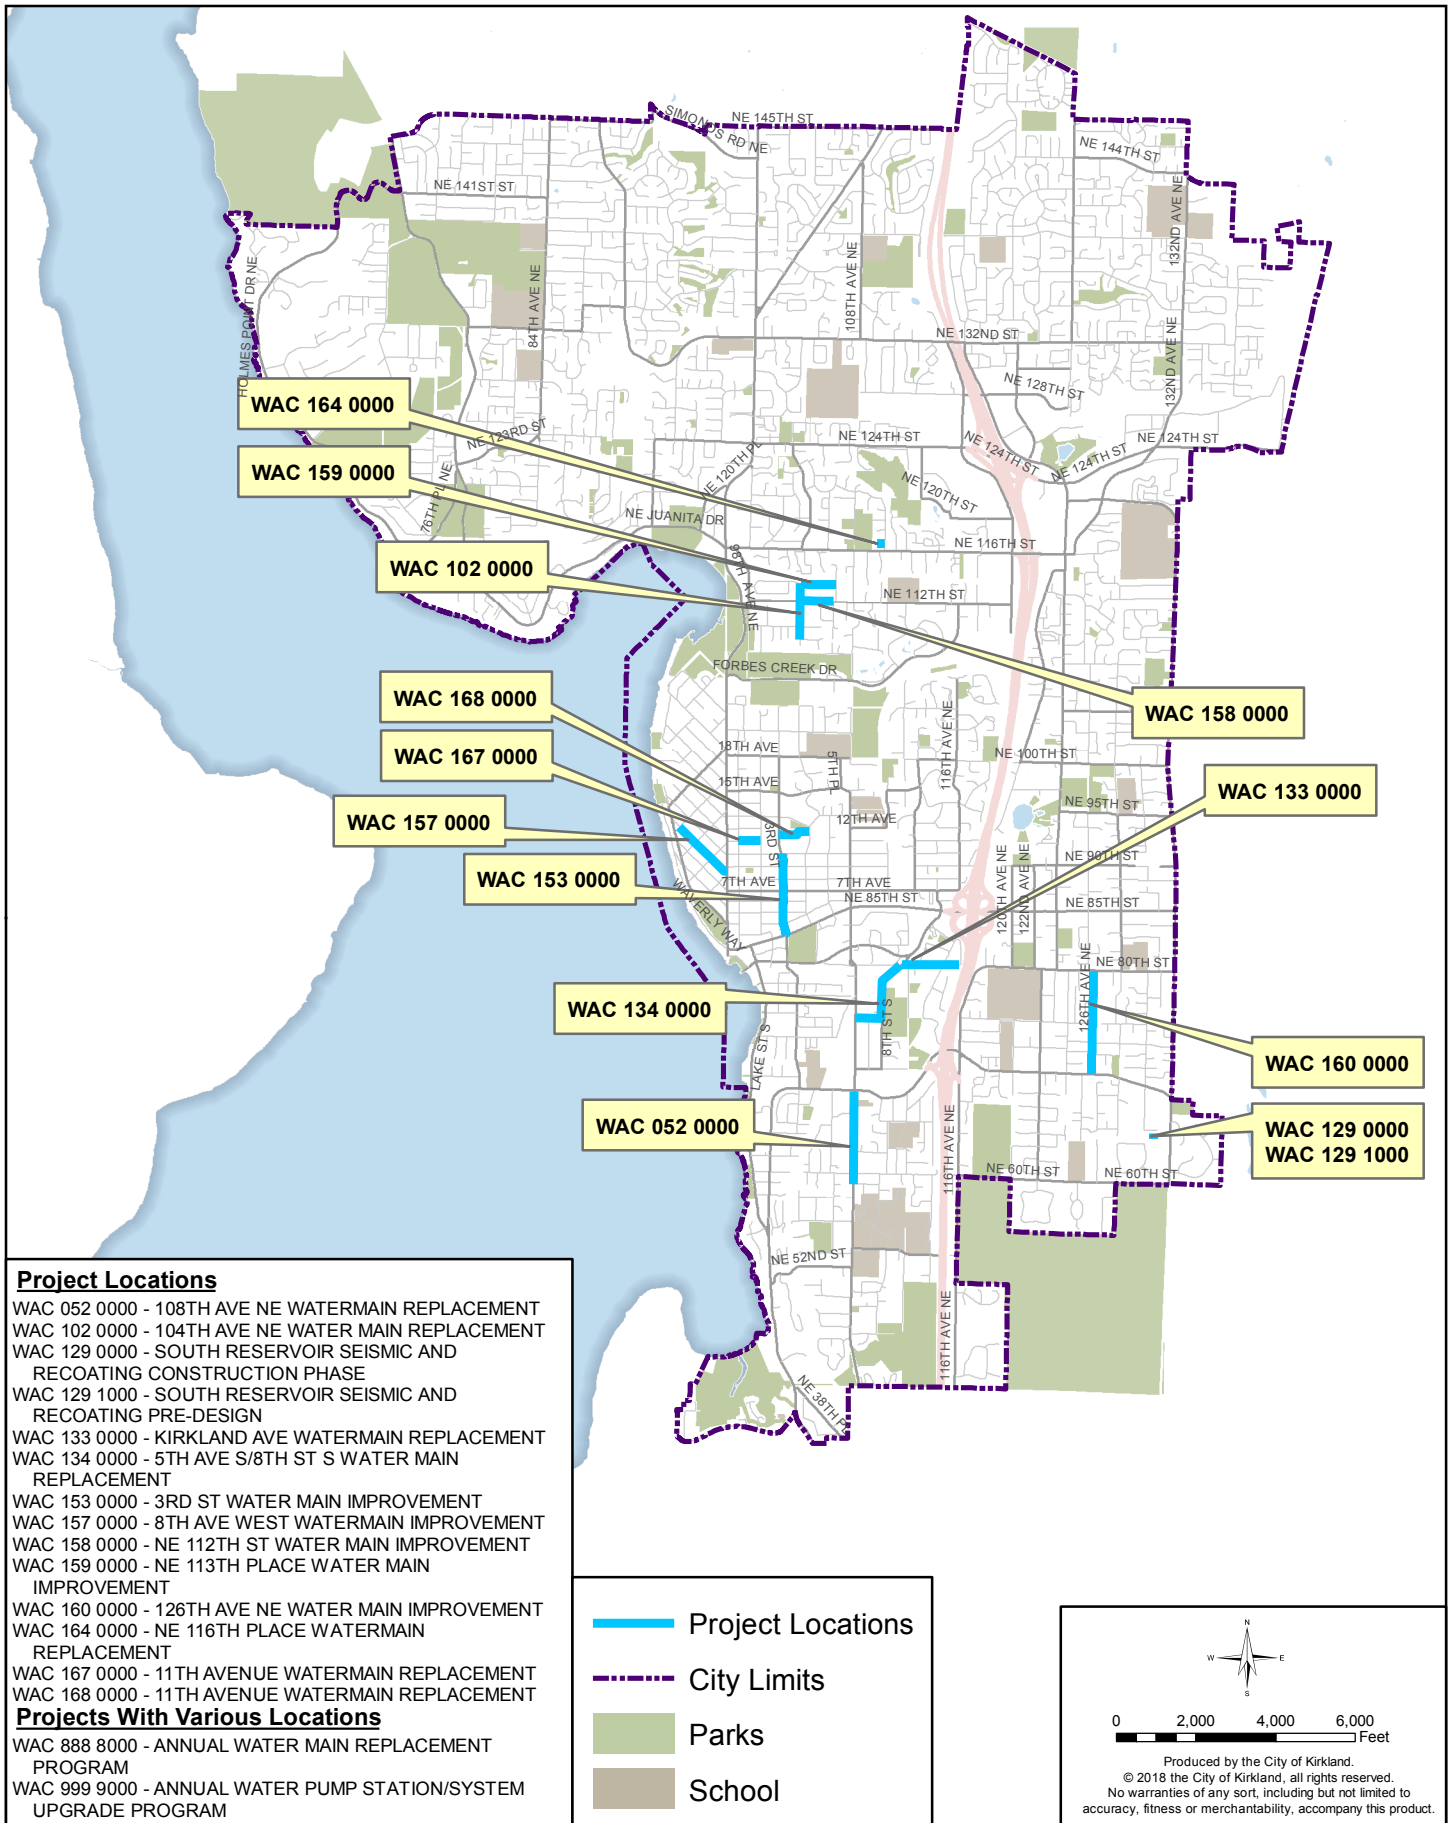 SIMONDS RD NE
NE 145TH ST
NE 144TH ST
NE 141ST ST
132ND AVE NE
HOLMES POINT DR NE
84TH AVE NE
108TH AVE NE
NE 132ND ST
132ND AVE NE
NE 128TH ST
WAC 164 0000
NE 123RD ST
NE 124TH ST
NE 124TH ST
NE 124TH ST
NE 124TH ST
WAC 159 0000
76TH PL NE
NE 120TH PL
NE 120TH ST
NE JUANITA DR
NE 116TH ST
98TH AVE NE
WAC 102 0000
NE 112TH ST
FORBES CREEK DR
WAC 168 0000
WAC 158 0000
116TH AVE NE
18TH AVE
5TH PL
NE 100TH ST
WAC 167 0000
15TH AVE
WAC 133 0000
NE 95TH ST
WAC 157 0000
3RD ST
12TH AVE
120TH AVE NE
122ND AVE NE
NE 90TH ST
WAC 153 0000
7TH AVE
7TH AVE
NE 85TH ST
NE 85TH ST
WAVERLY WAY
NE 80TH ST
126TH AVE NE
WAC 134 0000
8TH ST S
LAKE ST S
WAC 160 0000
WAC 052 0000
116TH AVE NE
WAC 129 0000
WAC 129 1000
NE 60TH ST
NE 60TH ST
NE 52ND ST
116TH AVE NE
NE 38TH PL
Project Locations
WAC 052 0000 - 108TH AVE NE WATERMAIN REPLACEMENT
WAC 102 0000 - 104TH AVE NE WATER MAIN REPLACEMENT
WAC 129 0000 - SOUTH RESERVOIR SEISMIC AND
RECOATING CONSTRUCTION PHASE
WAC 129 1000 - SOUTH RESERVOIR SEISMIC AND
RECOATING PRE-DESIGN
WAC 133 0000 - KIRKLAND AVE WATERMAIN REPLACEMENT
WAC 134 0000 - 5TH AVE S/8TH ST S WATER MAIN
REPLACEMENT
WAC 153 0000 - 3RD ST WATER MAIN IMPROVEMENT
WAC 157 0000 - 8TH AVE WEST WATERMAIN IMPROVEMENT
WAC 158 0000 - NE 112TH ST WATER MAIN IMPROVEMENT
WAC 159 0000 - NE 113TH PLACE WATER MAIN
IMPROVEMENT
WAC 160 0000 - 126TH AVE NE WATER MAIN IMPROVEMENT
WAC 164 0000 - NE 116TH PLACE WATERMAIN
REPLACEMENT
WAC 167 0000 - 11TH AVENUE WATERMAIN REPLACEMENT
WAC 168 0000 - 11TH AVENUE WATERMAIN REPLACEMENT
Projects With Various Locations
WAC 888 8000 - ANNUAL WATER MAIN REPLACEMENT
PROGRAM
WAC 999 9000 - ANNUAL WATER PUMP STATION/SYSTEM
UPGRADE PROGRAM
Project Locations
City Limits
Parks
School
N
W E
S
0 2,000 4,000 6,000
Feet
Produced by the City of Kirkland.
© 2018 the City of Kirkland, all rights reserved.
No warranties of any sort, including but not limited to
accuracy, fitness or merchantability, accompany this product.